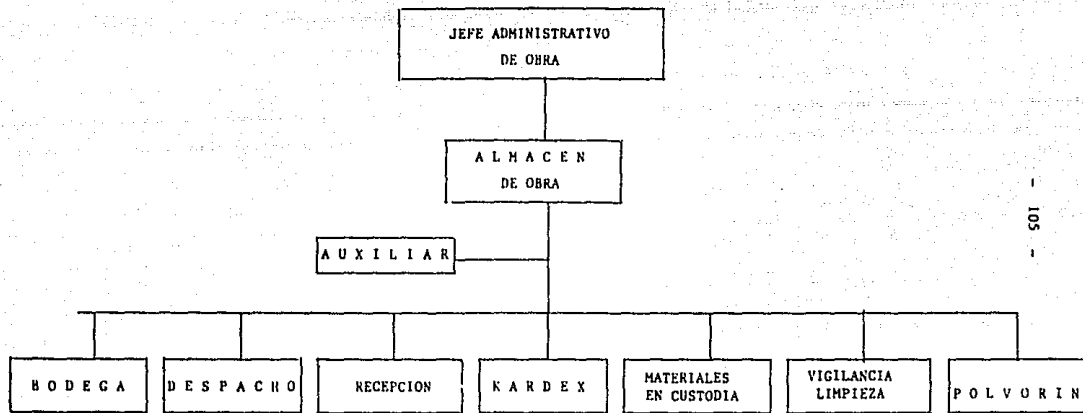 JEFE ADMINISTRATIVO
DE OBRA
A L M A C E N
DE OBRA
- 105 -
A U X I L I A R
B O D E G A
D E S P A C H O
RECEPCION
K A R D E X
MATERIALES
EN CUSTODIA
VIGILANCIA
LIMPIEZA
P O L V O R I N